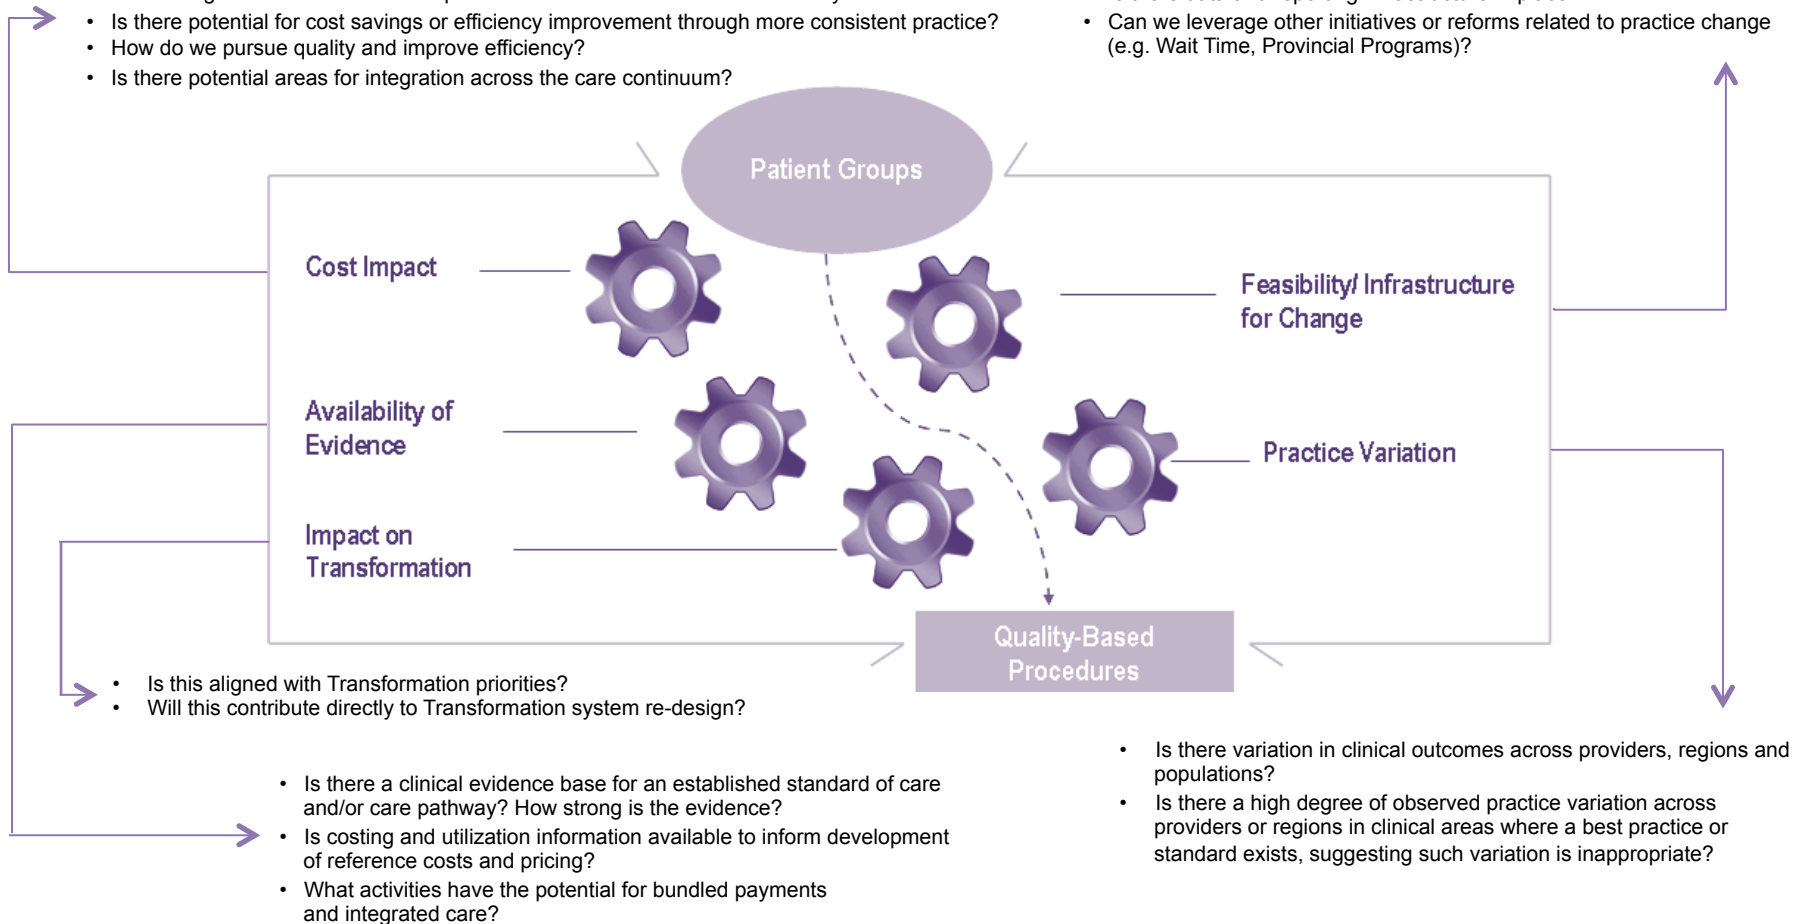 • Is there potential for cost savings or efficiency improvement through more consistent practice?
• How do we pursue quality and improve efficiency?
• Is there potential areas for integration across the care continuum?
• Can we leverage other initiatives or reforms related to practice change
(e.g. Wait Time, Provincial Programs)?
Patient Groups
Cost Impact
Feasibility/ Infrastructure
for Change
Availability of
Evidence
Practice Variation
Impact on
Transformation
Quality-Based
Procedures
• Is this aligned with Transformation priorities?
• Will this contribute directly to Transformation system re-design?
• Is there a clinical evidence base for an established standard of care
and/or care pathway? How strong is the evidence?
• Is costing and utilization information available to inform development
of reference costs and pricing?
• What activities have the potential for bundled payments
and integrated care?
• Is there variation in clinical outcomes across providers, regions and
populations?
• Is there a high degree of observed practice variation across
providers or regions in clinical areas where a best practice or
standard exists, suggesting such variation is inappropriate?